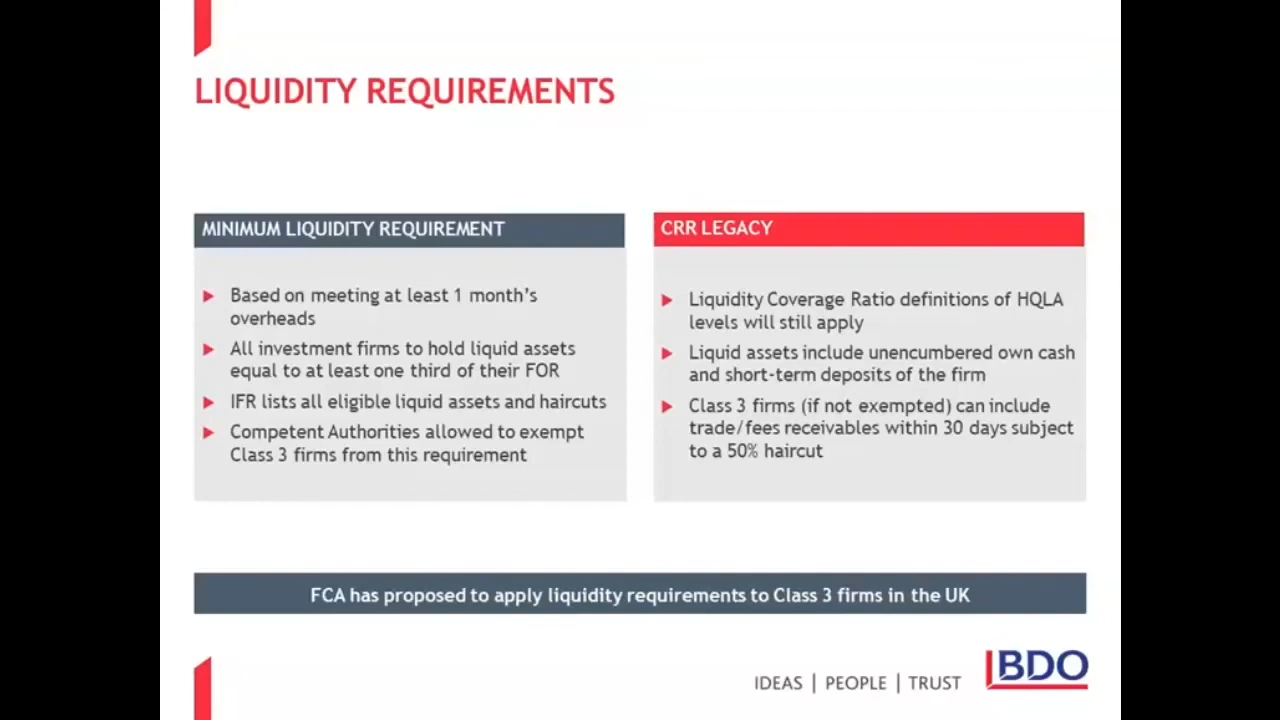 LIQUIDITY REQUIREMENTS
MINIMUM LIQUIDITY REQUIREMENT
Based on meeting at least 1 month's
overheads
All investment firms to hold liquid assets
equal to at least one third of their FOR
IFR lists all eligible liquid assets and haircuts
Competent Authorities allowed to exempt
Class 3 firms from this requirement
CRR LEGACY
Liquidity Coverage Ratio definitions of HQLA
levels will still apply
Liquid assets include unencumbered own cash
and short-term deposits of the firm
Class 3 firms (if not exempted) can include
trade/fees receivables within 30 days subject
to a 50% haircut
FCA has proposed to apply liquidity requirements to Class 3 firms in the UK
IDEAS | PEOPLE | TRUST
BDO